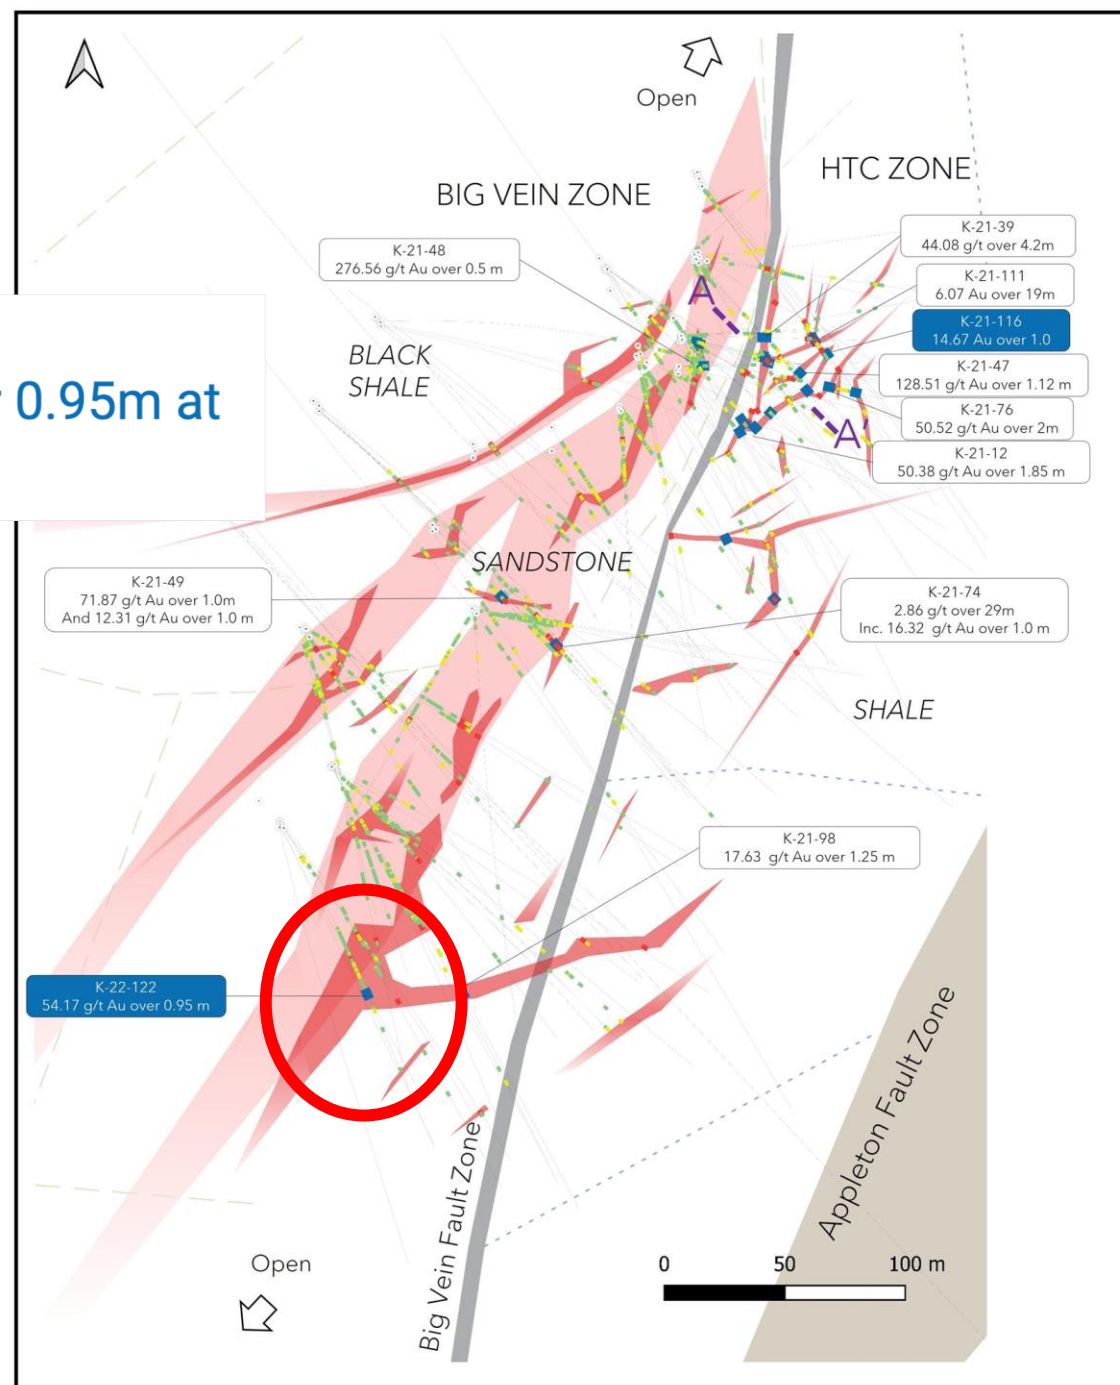 Open
HTC ZONE
BIG VEIN ZONE
K-21-39
44.08 g/t over 4.2m
K-21-48
276.56 g/t Au over 0.5 m
K-21-111
6.07 Au over 19m
A
K-21-116
14.67 Au over 1.0
BLACK
SHALE
K-21-47
128.51 g/t Au over 1.12 m
0.95m at
K-21-76
50.52 g/t Au over 2m
A'
K-21-12
50.38 g/t Au over 1.85 m
SANDSTONE
K-21-49
71.87 g/t Au over 1.0m
And 12.31 g/t Au over 1.0 m
K-21-74
2.86 g/t over 29m
Inc. 16.32 g/t Au over 1.0 m
SHALE
K-21-98
17.63 g/t Au over 1.25 m
K-22-122
54.17 g/t Au over 0.95 m
Appleton Fault Zone
Big Vein Fault Zone
Open
0 50 100 m